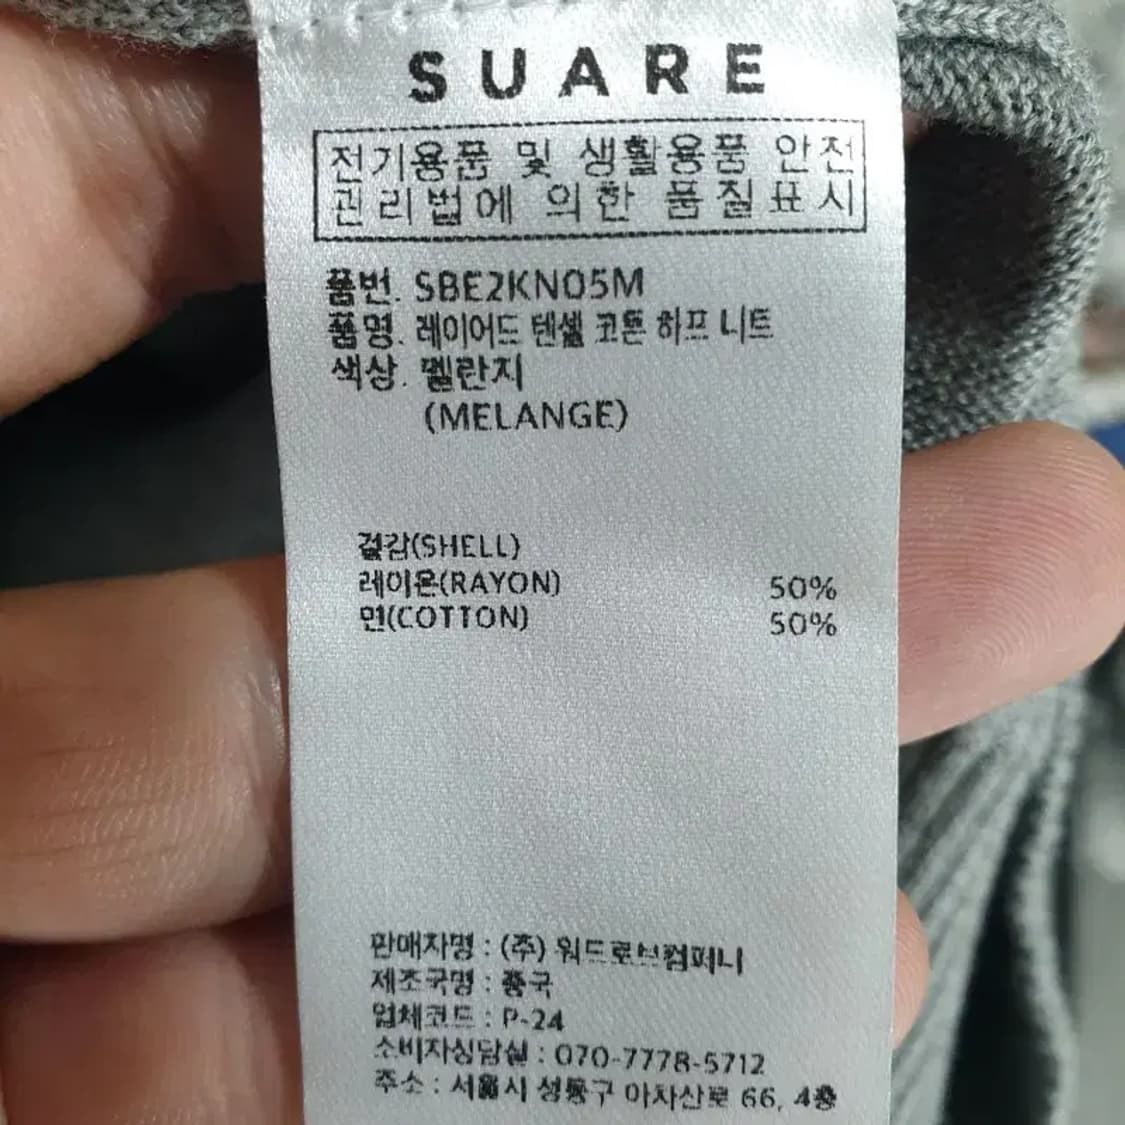 SUARE
전기용품 및 생활용품 안전
관리법에 의한 품질표시
품번. SBE2KN05M
품명. 레이어드 텐셀 코튼 하프 니트
색상. 멜란지
(MELANGE)
겉감(SHELL)
레이온(RAYON) 50%
면(COTTON) 50%
판매자명 : (주) 워드로브컴퍼니
제조국명 : 중국
업체코드 : P-24
소비자상담실 : 070-7778-5712
주소 : 서울시 성동구 아차산로 66, 4층